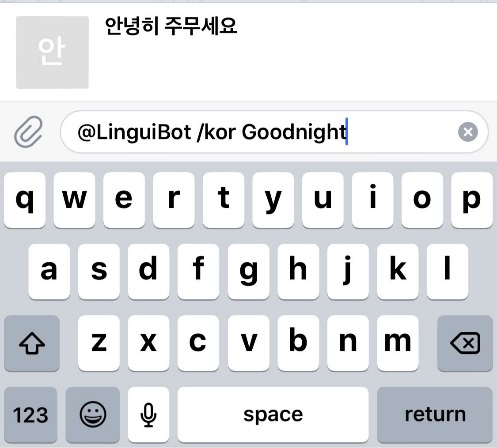 안
안녕히 주무세요
@LinguiBot /kor Goodnight
q w e r t y u i o p
a s d f g h j k l
z x c v b n m
123 space return